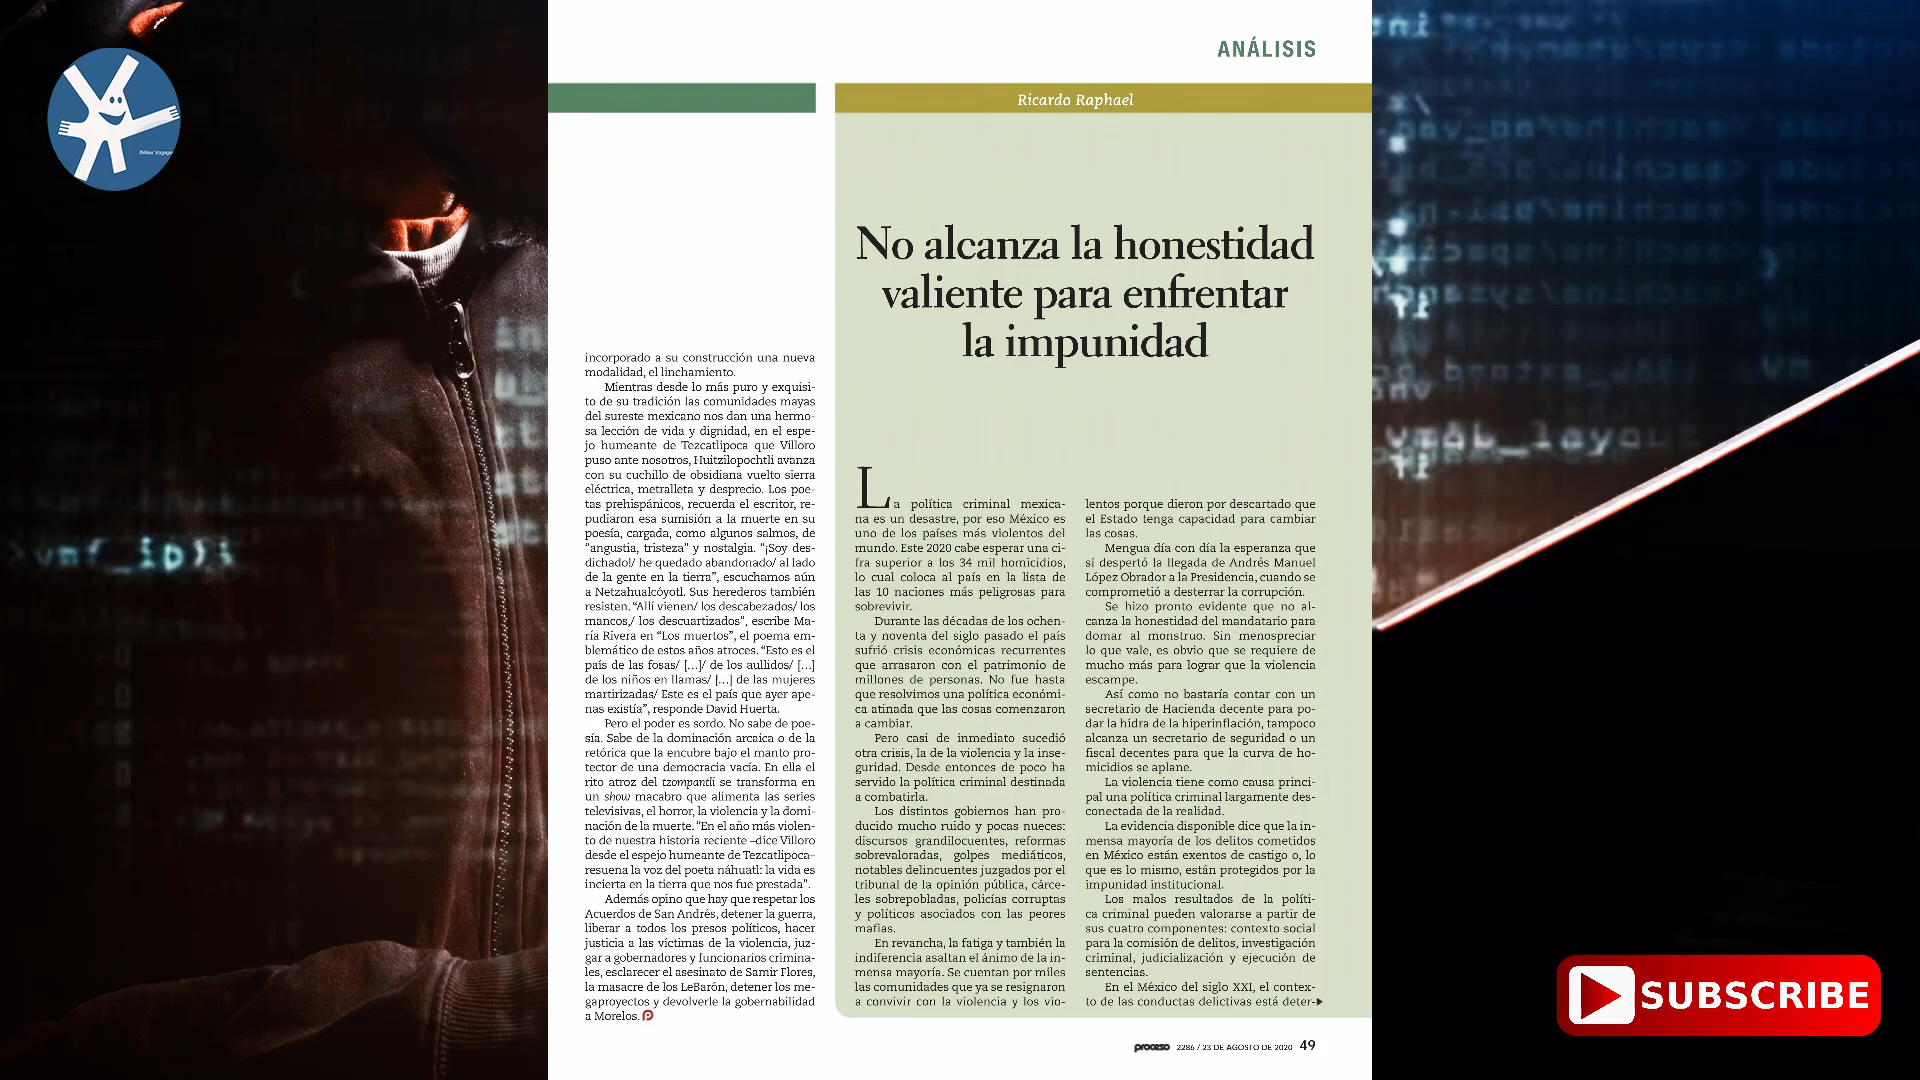 ANÁLISIS
Ricardo Raphael
No alcanza la honestidad
valiente para enfrentar
la impunidad
incorporado a su construcción una nueva
modalidad, el linchamiento.
Mientras desde lo más puro y exquisi-
to de su tradición las comunidades mayas
del sureste mexicano nos dan una hermo-
sa lección de vida y dignidad, en el espe-
jo humeante de Tezcatlipoca que Villoro
puso ante nosotros, Huitzilopochtli avanza
con su cuchillo de obsidiana vuelto sierra
eléctrica, metralleta y desprecio. Los poe-
tas prehispánicos, recuerda el escritor, re-
pudiaron esa sumisión a la muerte en su
poesía, cargada, como algunos salmos, de
“angustia, tristeza” y nostalgia. “¡Soy des-
dichado!/ he quedado abandonado/ al lado
de la gente en la tierra”, escuchamos aún
a Netzahualcóyotl. Sus herederos también
resisten. “Allí vienen/ los descabezados/ los
mancos,/ los descuartizados”, escribe Ma-
ría Rivera en “Los muertos”, el poema em-
blemático de estos años atroces. “Esto es el
país de las fosas/ [...]/ de los aullidos/ [...]
de los niños en llamas/ [...] de las mujeres
martirizadas/ Este es el país que ayer ape-
nas existía”, responde David Huerta.
Pero el poder es sordo. No sabe de poe-
sía. Sabe de la dominación arcaica o de la
retórica que la encubre bajo el manto pro-
tector de una democracia vacía. En ella el
rito atroz del tzompantli se transforma en
un show macabro que alimenta las series
televisivas, el horror, la violencia y la domi-
nación de la muerte. “En el año más violen-
to de nuestra historia reciente –dice Villoro
desde el espejo humeante de Tezcatlipoca–
resuena la voz del poeta náhuatl: la vida es
incierta en la tierra que nos fue prestada”.
Además opino que hay que respetar los
Acuerdos de San Andrés, detener la guerra,
liberar a todos los presos políticos, hacer
justicia a las víctimas de la violencia, juz-
gar a gobernadores y funcionarios crimina-
les, esclarecer el asesinato de Samir Flores,
la masacre de los LeBarón, detener los me-
gaproyectos y devolverle la gobernabilidad
a Morelos.
La política criminal mexica-
na es un desastre, por eso México es
uno de los países más violentos del
mundo. Este 2020 cabe esperar una ci-
fra superior a los 34 mil homicidios,
lo cual coloca al país en la lista de
las 10 naciones más peligrosas para
sobrevivir.
Durante las décadas de los ochen-
ta y noventa del siglo pasado el país
sufrió crisis económicas recurrentes
que arrasaron con el patrimonio de
millones de personas. No fue hasta
que resolvimos una política económi-
ca atinada que las cosas comenzaron
a cambiar.
Pero casi de inmediato sucedió
otra crisis, la de la violencia y la inse-
guridad. Desde entonces de poco ha
servido la política criminal destinada
a combatirla.
Los distintos gobiernos han pro-
ducido mucho ruido y pocas nueces:
discursos grandilocuentes, reformas
sobrevaloradas, golpes mediáticos,
notables delincuentes juzgados por el
tribunal de la opinión pública, cárce-
les sobrepobladas, policías corruptas
y políticos asociados con las peores
mafias.
En revancha, la fatiga y también la
indiferencia asaltan el ánimo de la in-
mensa mayoría. Se cuentan por miles
las comunidades que ya se resignaron
a convivir con la violencia y los vio-
lentos porque dieron por descartado que
el Estado tenga capacidad para cambiar
las cosas.
Mengua día con día la esperanza que
sí despertó la llegada de Andrés Manuel
López Obrador a la Presidencia, cuando se
comprometió a desterrar la corrupción.
Se hizo pronto evidente que no al-
canza la honestidad del mandatario para
domar al monstruo. Sin menospreciar
lo que vale, es obvio que se requiere de
mucho más para lograr que la violencia
escampe.
Así como no bastaría contar con un
secretario de Hacienda decente para po-
dar la hidra de la hiperinflación, tampoco
alcanza un secretario de seguridad o un
fiscal decentes para que la curva de ho-
micidios se aplane.
La violencia tiene como causa princi-
pal una política criminal largamente des-
conectada de la realidad.
La evidencia disponible dice que la in-
mensa mayoría de los delitos cometidos
en México están exentos de castigo o, lo
que es lo mismo, están protegidos por la
impunidad institucional.
Los malos resultados de la políti-
ca criminal pueden valorarse a partir de
sus cuatro componentes: contexto social
para la comisión de delitos, investigación
criminal, judicialización y ejecución de
sentencias.
En el México del siglo XXI, el contex-
to de las conductas delictivas está deter-
proceso 2286 / 23 DE AGOSTO DE 2020 49
SUBSCRIBE